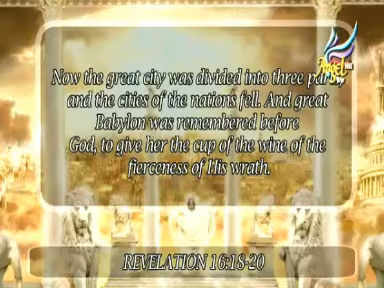 Now the great city was divided into three parts,
and the cities of the nations fell. And great
Babylon was remembered before
God, to give her the cup of the wine of the
fierceness of His wrath.
REVELATION 16:18-20